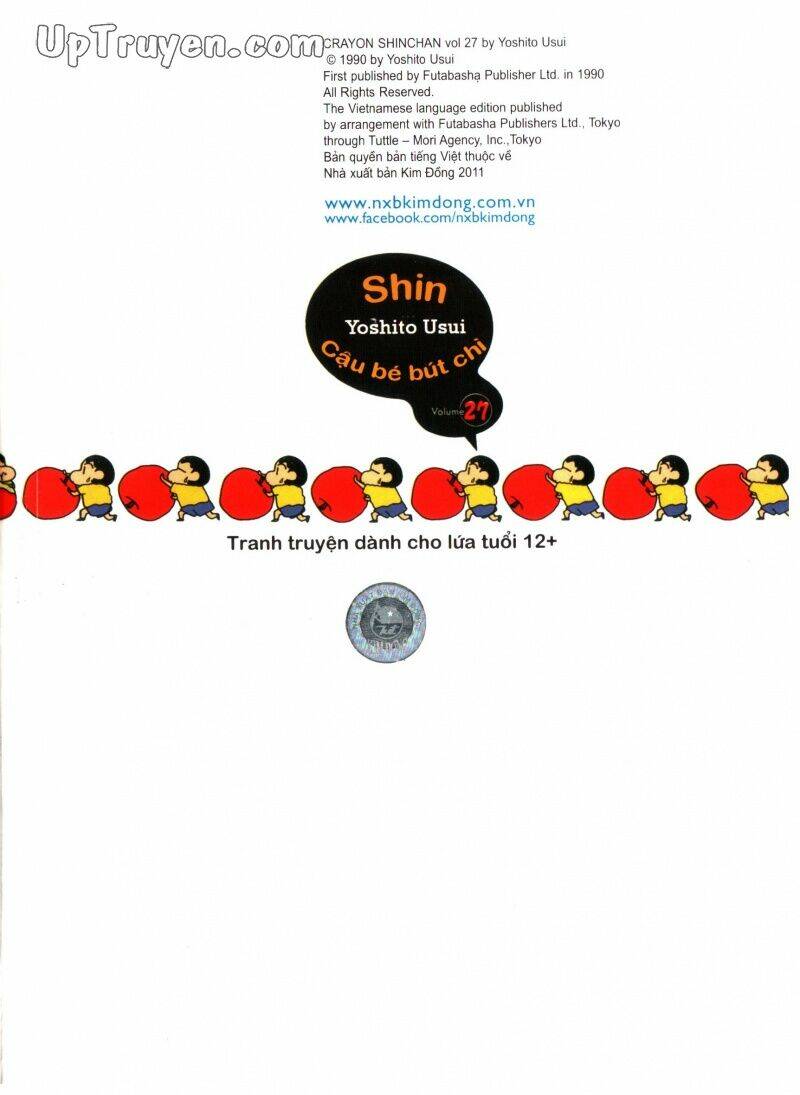 UpTruyen.com
CRAYON SHINCHAN vol 27 by Yoshito Usui
© 1990 by Yoshito Usui
First published by Futabasha Publisher Ltd. in 1990
All Rights Reserved.
The Vietnamese language edition published
by arrangement with Futabasha Publishers Ltd., Tokyo
through Tuttle – Mori Agency, Inc.,Tokyo
Bản quyền bản tiếng Việt thuộc về
Nhà xuất bản Kim Đồng 2011
www.nxbkimdong.com.vn
www.facebook.com/nxbkimdong
Shin
Yoshito Usui
Cậu bé bút chì
Volume 27
Tranh truyện dành cho lứa tuổi 12+